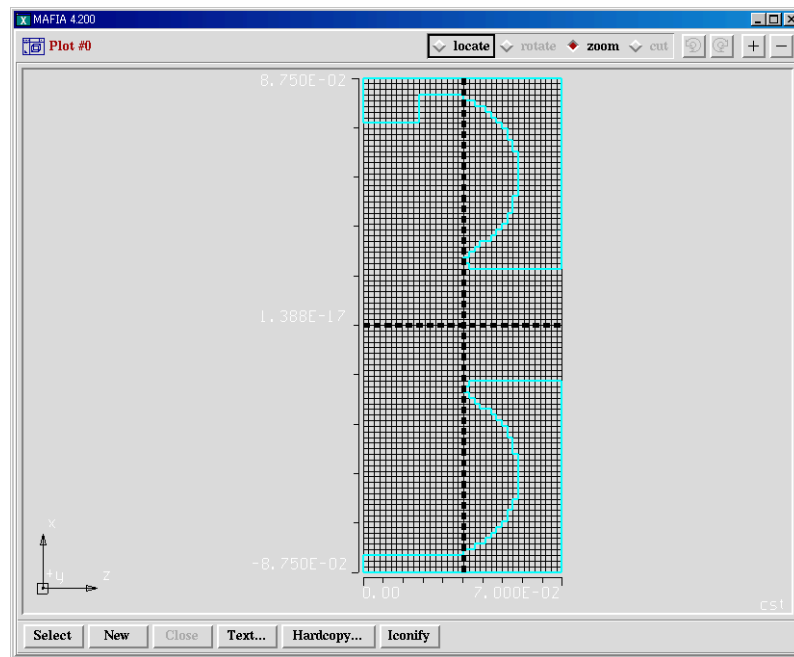 MAFIA 4.200
Plot #0
locate rotate zoom cut
8.750E-02
1.388E-17
-8.750E-02
0.00 7.000E-02
x
+y z
cst
Select New Close Text... Hardcopy... Iconify